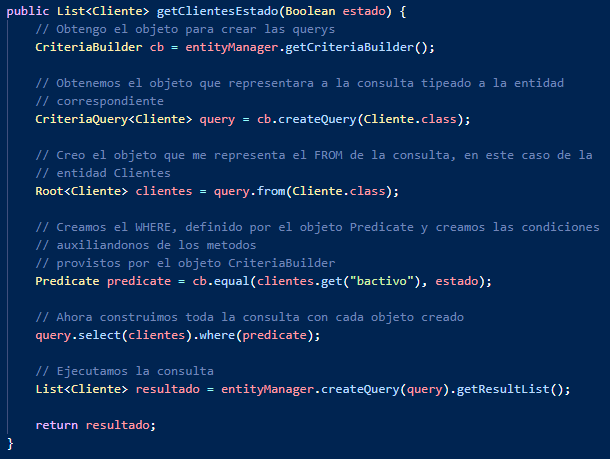 public List<Cliente> getClientesEstado(Boolean estado) {
// Obtengo el objeto para crear las querys
CriteriaBuilder cb = entityManager.getCriteriaBuilder();
// Obtenemos el objeto que representara a la consulta tipeado a la entidad
// correspondiente
CriteriaQuery<Cliente> query = cb.createQuery(Cliente.class);
// Creo el objeto que me representa el FROM de la consulta, en este caso de la
// entidad Clientes
Root<Cliente> clientes = query.from(Cliente.class);
// Creamos el WHERE, definido por el objeto Predicate y creamos las condiciones
// auxiliandonos de los metodos
// provistos por el objeto CriteriaBuilder
Predicate predicate = cb.equal(clientes.get("bactivo"), estado);
// Ahora construimos toda la consulta con cada objeto creado
query.select(clientes).where(predicate);
// Ejecutamos la consulta
List<Cliente> resultado = entityManager.createQuery(query).getResultList();
return resultado;
}